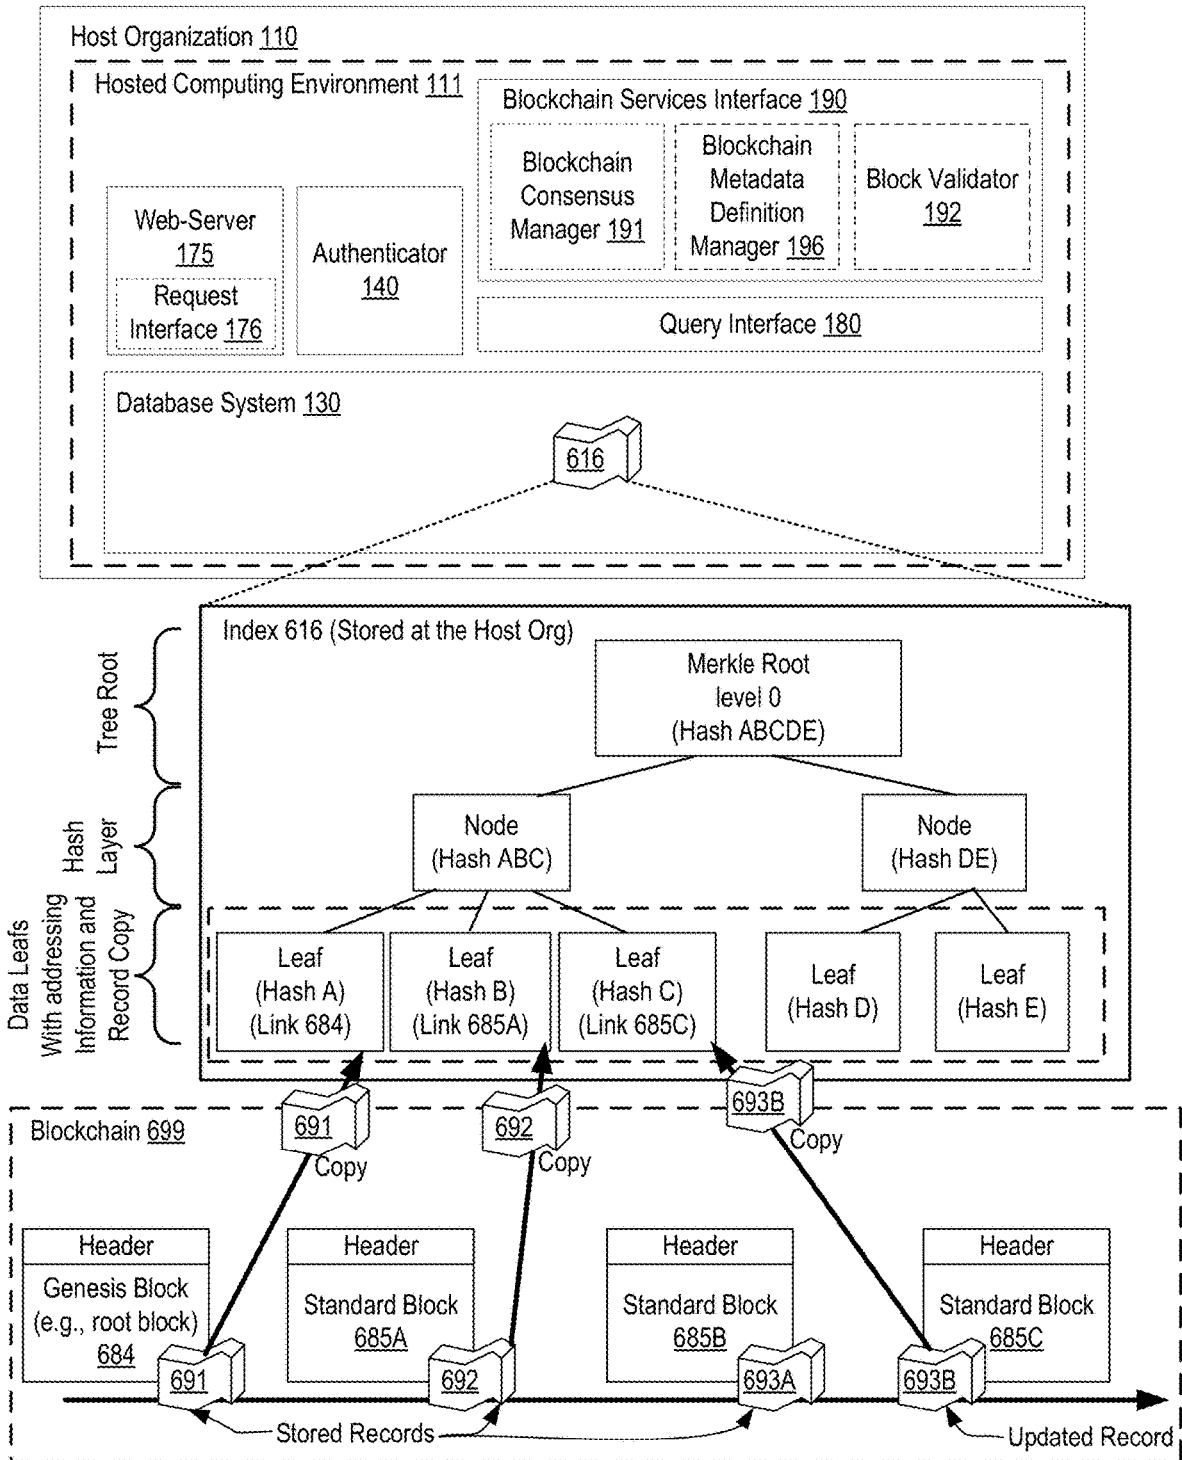 Host Organization 110
Hosted Computing Environment 111
Blockchain Services Interface 190
Blockchain
Consensus
Manager 191
Blockchain
Metadata
Definition
Manager 196
Block Validator
192
Web-Server
175
Request
Interface 176
Authenticator
140
Query Interface 180
Database System 130
616
Index 616 (Stored at the Host Org)
Tree Root
Merkle Root
level 0
(Hash ABCDE)
Hash
Layer
Node
(Hash ABC)
Node
(Hash DE)
Data Leafs
With addressing
Information and
Record Copy
Leaf
(Hash A)
(Link 684)
Leaf
(Hash B)
(Link 685A)
Leaf
(Hash C)
(Link 685C)
Leaf
(Hash D)
Leaf
(Hash E)
Blockchain 699
691
Copy
692
Copy
693B
Copy
Header
Genesis Block
(e.g., root block)
684
Header
Standard Block
685A
Header
Standard Block
685B
Header
Standard Block
685C
691
692
693A
693B
Stored Records
Updated Record